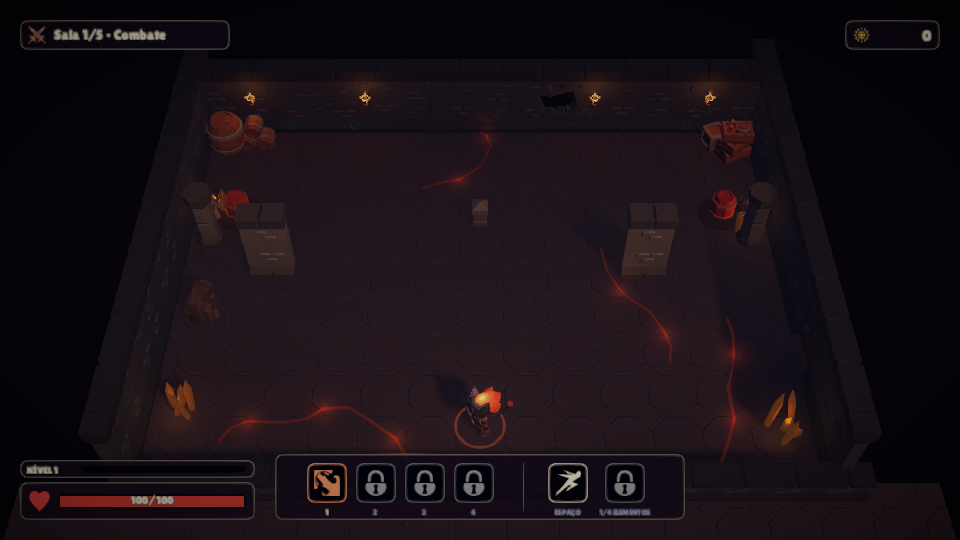 Sala 1/5 - Combate
0
NÍVEL 1
100/100
1
2
3
4
ESPAÇO
1/4 ELEMENTOS